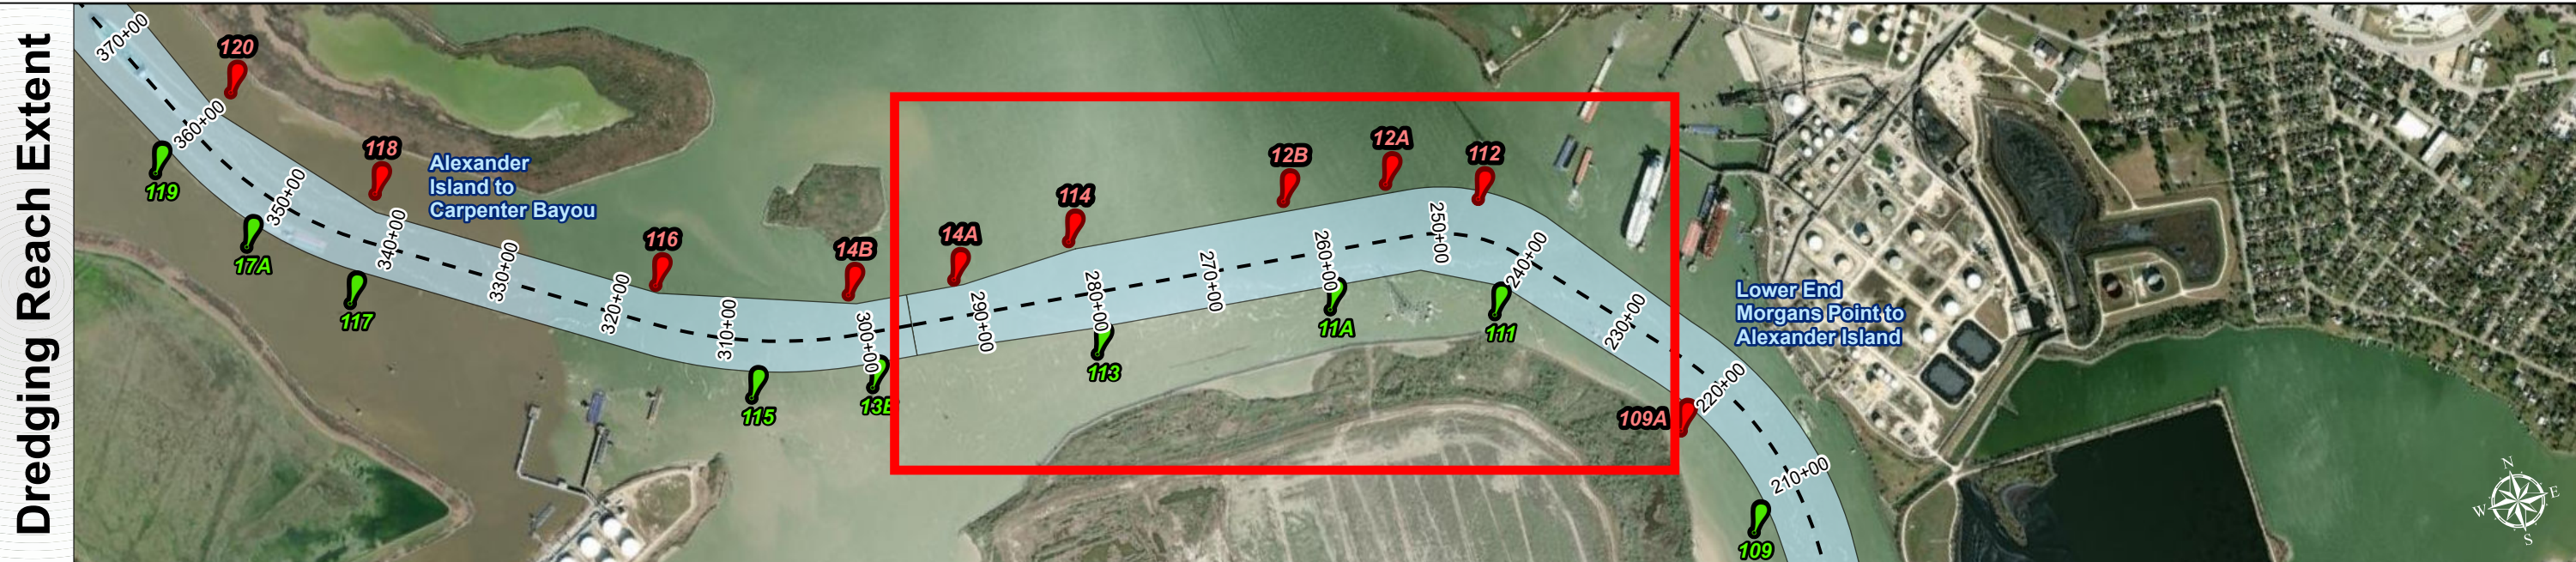 Dredging Reach Extent
370+00
120
360+00
119
118
Alexander
Island to
Carpenter Bayou
350+00
17A
340+00
117
330+00
116
320+00
310+00
115
14B
300+00
14A
290+00
114
280+00
113
270+00
12B
260+00
11A
12A
250+00
112
240+00
111
230+00
Lower End
Morgans Point to
Alexander Island
220+00
109A
210+00
109
N
W
E
S